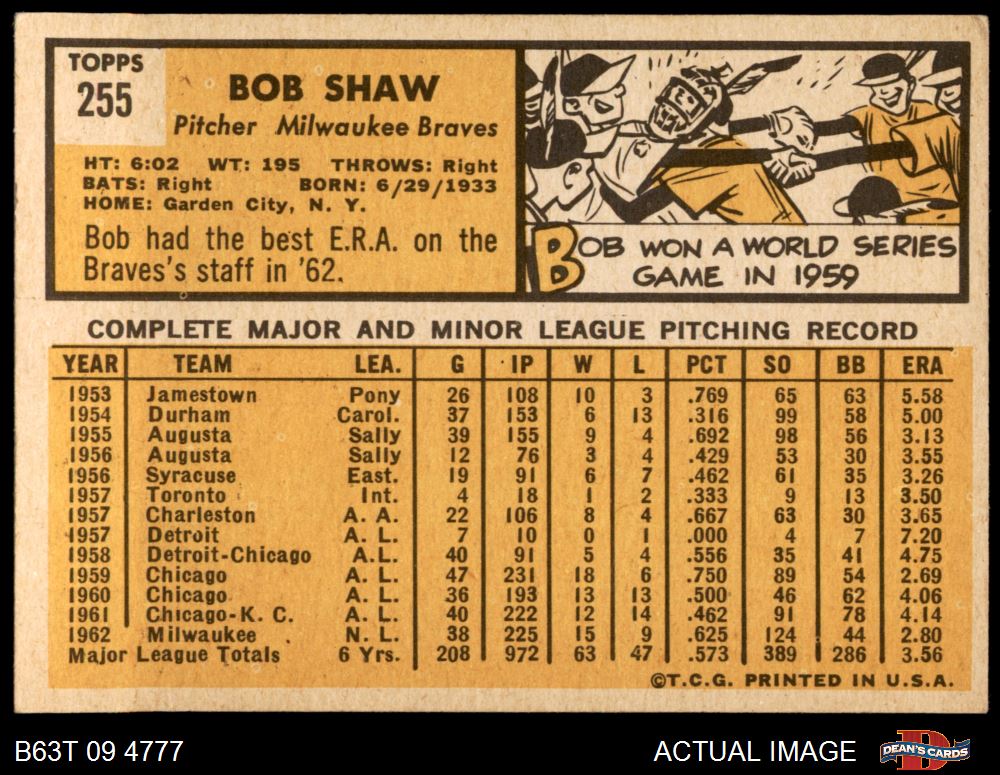 TOPPS
255
BOB SHAW
Pitcher Milwaukee Braves
HT: 6:02 WT: 195 THROWS: Right
BATS: Right BORN: 6/29/1933
HOME: Garden City, N. Y.
Bob had the best E.R.A. on the
Braves's staff in '62.
BOB WON A WORLD SERIES
GAME IN 1959
COMPLETE MAJOR AND MINOR LEAGUE PITCHING RECORD
YEAR TEAM LEA. G IP W L PCT SO BB ERA
1953 Jamestown Pony 26 108 10 3 .769 65 63 5.58
1954 Durham Carol. 37 153 6 13 .316 99 58 5.00
1955 Augusta Sally 39 155 9 4 .692 98 56 3.13
1956 Augusta Sally 12 76 3 4 .429 53 30 3.55
1956 Syracuse East. 19 91 6 7 .462 61 35 3.26
1957 Toronto Int. 4 18 1 2 .333 9 13 3.50
1957 Charleston A. A. 22 106 8 4 .667 63 30 3.65
1957 Detroit A. L. 7 10 0 1 .000 4 7 7.20
1958 Detroit-Chicago A.L. 40 91 5 4 .556 35 41 4.75
1959 Chicago A. L. 47 231 18 6 .750 89 54 2.69
1960 Chicago A. L. 36 193 13 13 .500 46 62 4.06
1961 Chicago-K. C. A. L. 40 222 12 14 .462 91 78 4.14
1962 Milwaukee N. L. 38 225 15 9 .625 124 44 2.80
Major League Totals 6 Yrs. 208 972 63 47 .573 389 286 3.56
©T.C.G. PRINTED IN U.S.A.
B63T 09 4777
ACTUAL IMAGE
DEAN'S CARDS